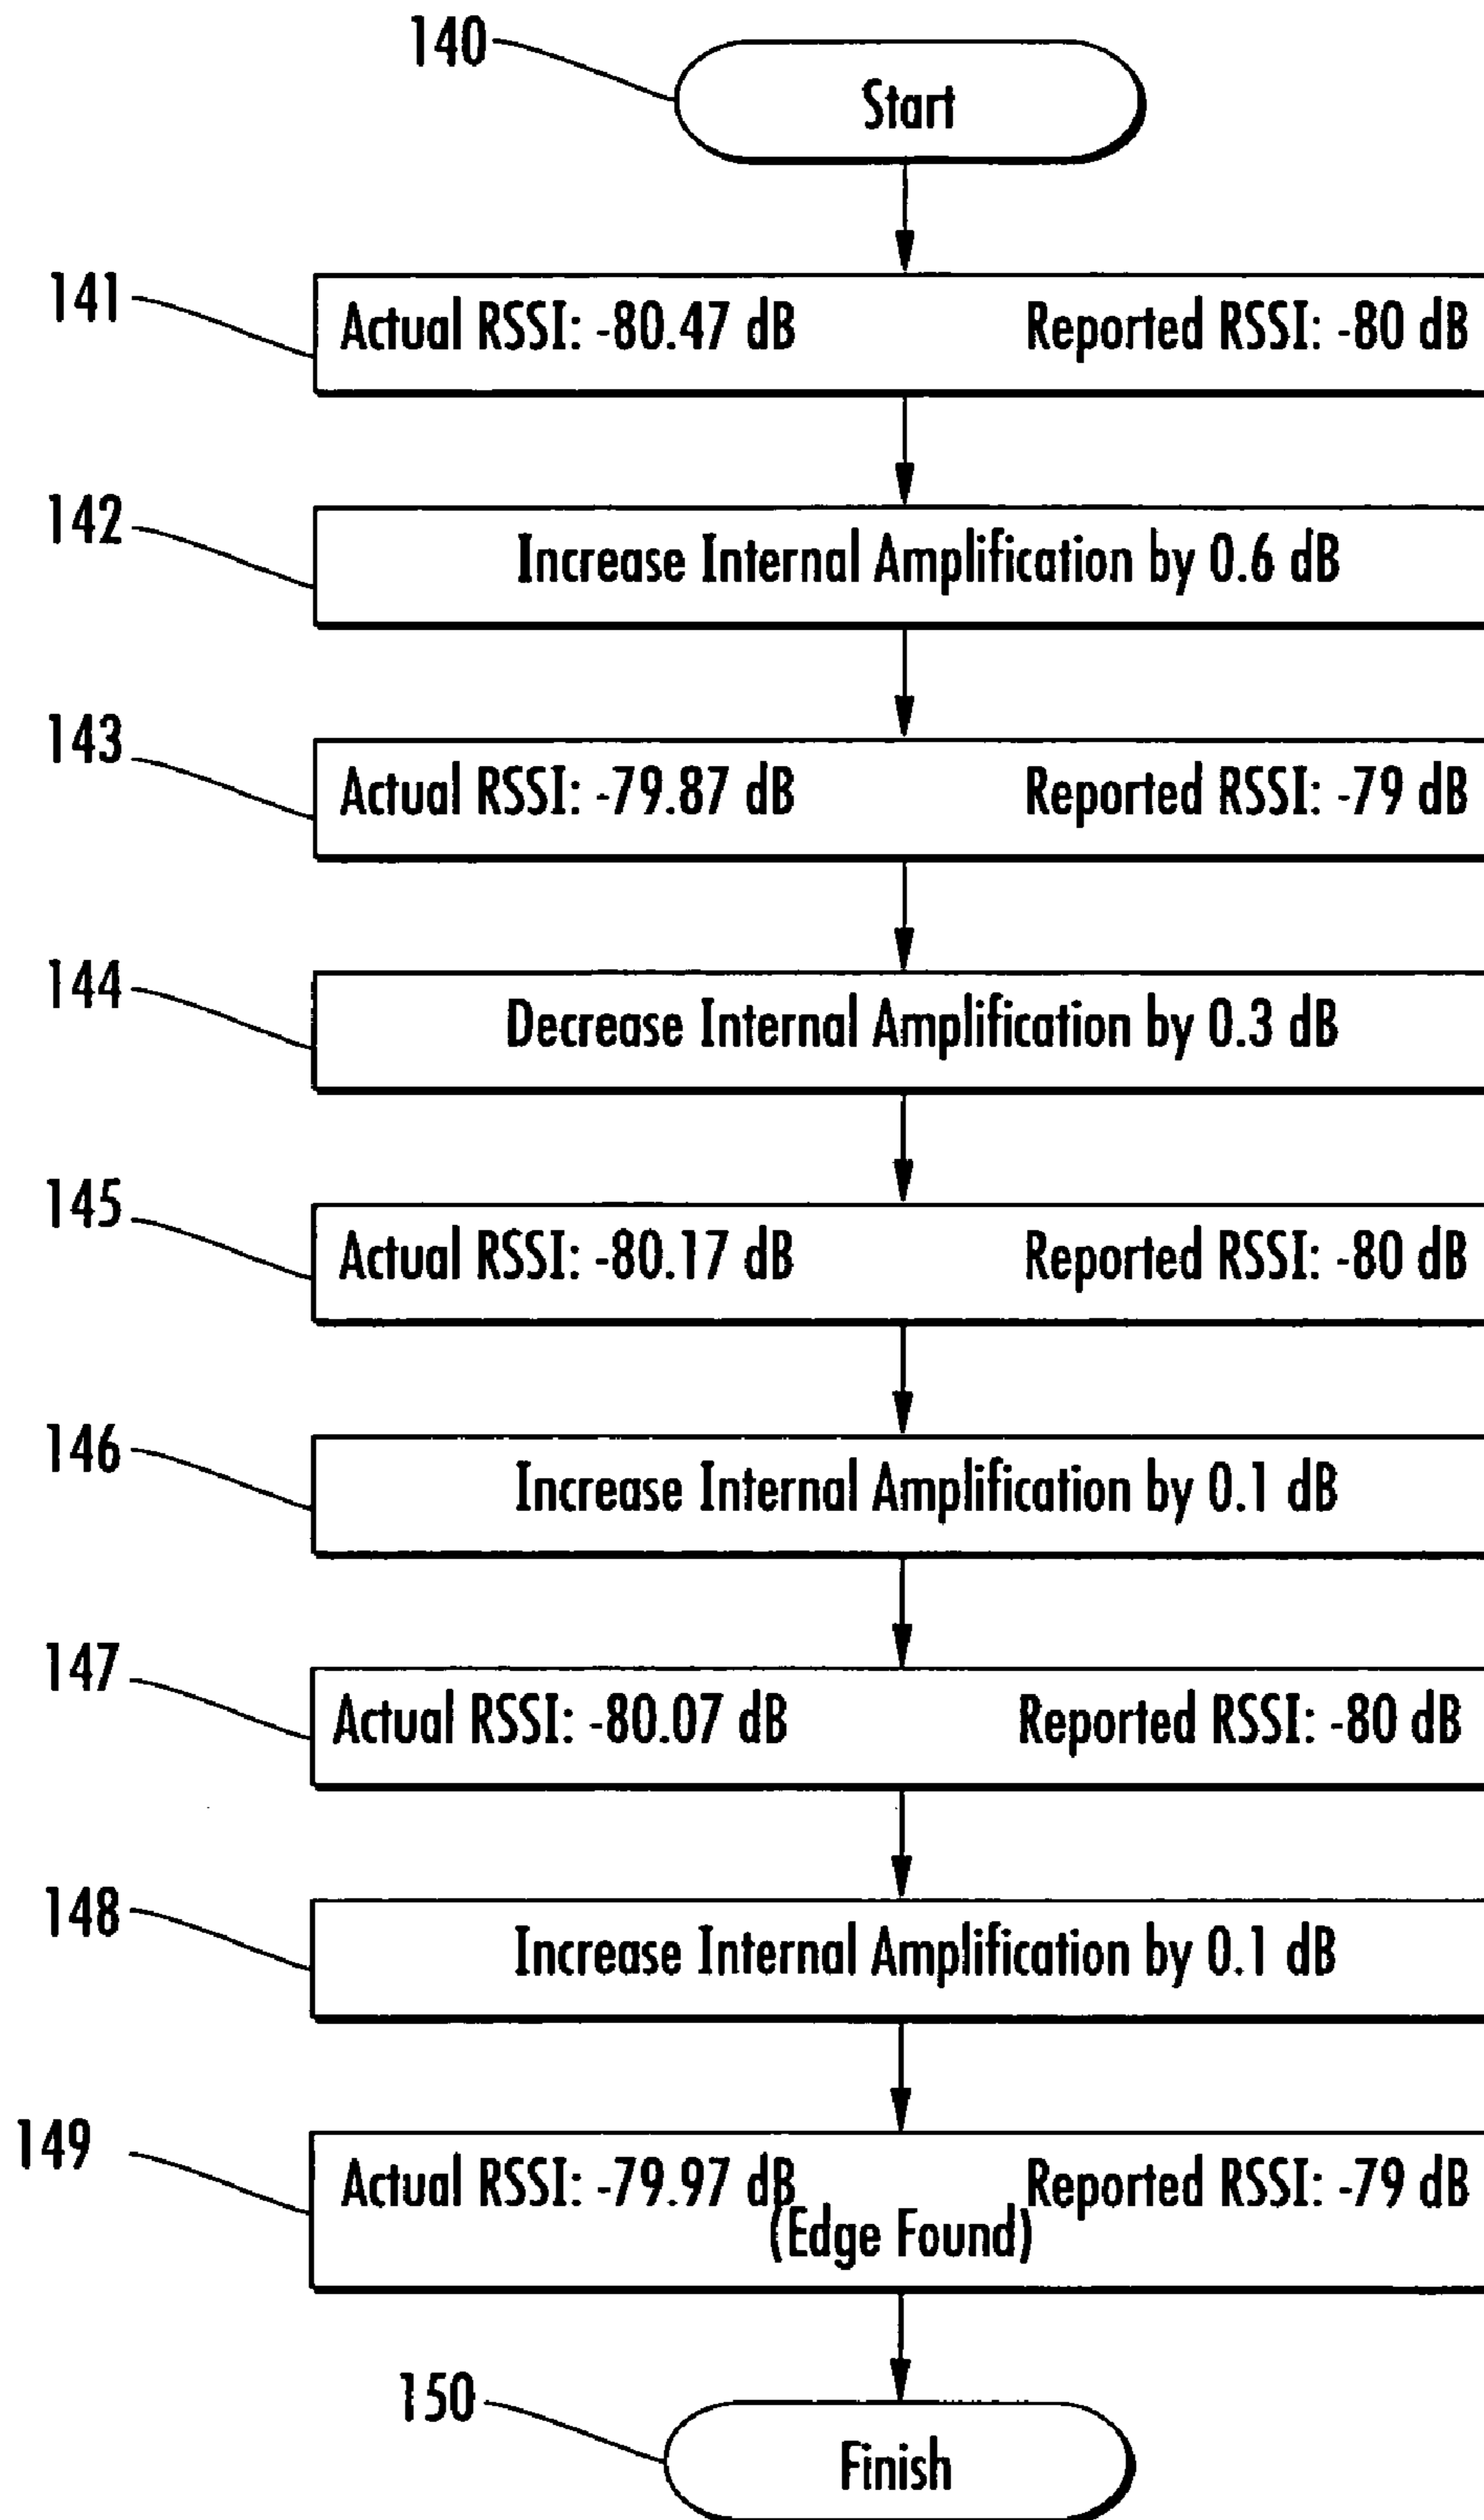 140
Start
141
Actual RSSI: -80.47 dB Reported RSSI: -80 dB
142
Increase Internal Amplification by 0.6 dB
143
Actual RSSI: -79.87 dB Reported RSSI: -79 dB
144
Decrease Internal Amplification by 0.3 dB
145
Actual RSSI: -80.17 dB Reported RSSI: -80 dB
146
Increase Internal Amplification by 0.1 dB
147
Actual RSSI: -80.07 dB Reported RSSI: -80 dB
148
Increase Internal Amplification by 0.1 dB
149
Actual RSSI: -79.97 dB Reported RSSI: -79 dB
(Edge Found)
150
Finish